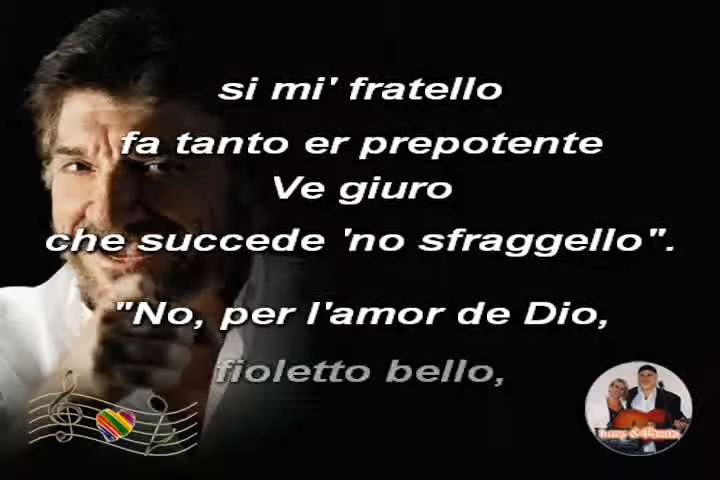 si mi' fratello
fa tanto er prepotente
Ve giuro
che succede 'no sfraggello".
"No, per l'amor de Dio,
fioletto bello,